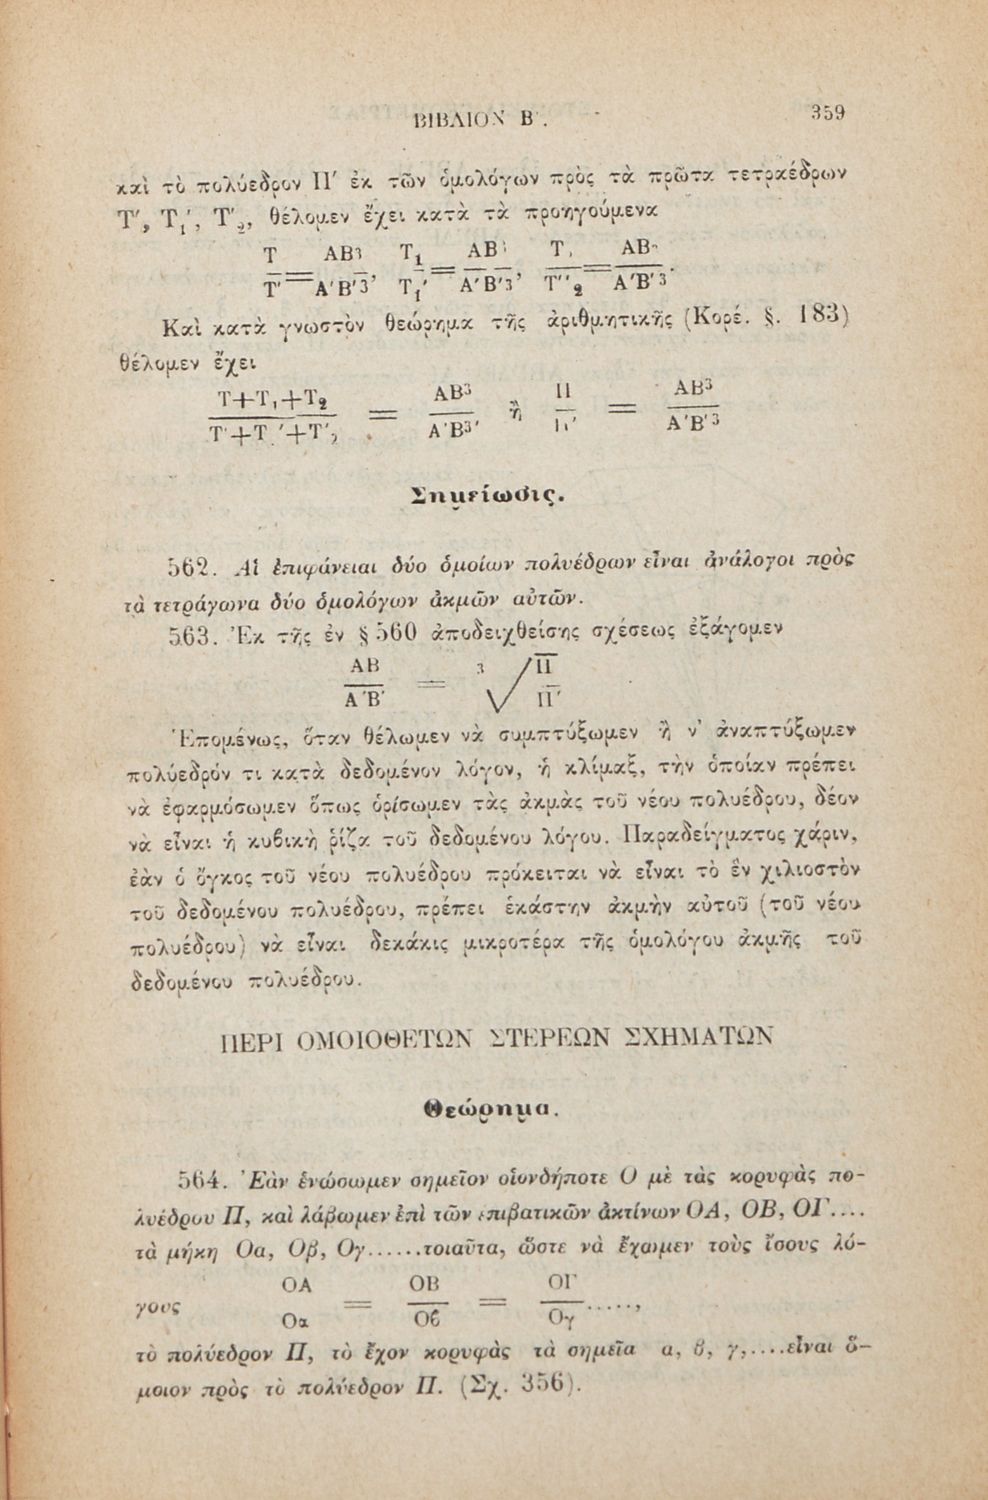 ΒΙΒΛΙΟΝ Β΄. 359
καὶ τὸ πολύεδρον Π′ ἐκ τῶν ὁμολόγων πρὸς τὰ πρῶτα τετραέδρων
Τ′, Τ₁′, Τ′₂, θέλομεν ἔχει κατὰ τὰ προηγούμενα
Τ/Τ′ = ΑΒ³/Α′Β′³, Τ₁/Τ₁′ = ΑΒ³/Α′Β′³, Τ₂/Τ′₂ = ΑΒ³/Α′Β′³.
Καὶ κατὰ γνωστὸν θεώρημα τῆς ἀριθμητικῆς (Κορέ. §. 183)
θέλομεν ἔχει
Τ+Τ₁+Τ₂/Τ′+Τ₁′+Τ′₂ = ΑΒ³/Α′Β³′ ἢ Π/Π′ = ΑΒ³/Α′Β′³
Σημείωσις.
562. Αἱ ἐπιφάνειαι δύο ὁμοίων πολυέδρων εἶναι ἀνάλογοι πρὸς
τὰ τετράγωνα δύο ὁμολόγων ἀκμῶν αὐτῶν.
563. Ἐκ τῆς ἐν § 560 ἀποδειχθείσης σχέσεως ἐξάγομεν
ΑΒ/Α′Β′ = ³√Π/Π′
Ἑπομένως, ὅταν θέλωμεν νὰ συμπτύξωμεν ἢ ν᾿ ἀναπτύξωμεν
πολύεδρόν τι κατὰ δεδομένον λόγον, ἡ κλίμαξ, τὴν ὁποίαν πρέπει
νὰ ἐφαρμόσωμεν ὅπως ὁρίσωμεν τὰς ἀκμὰς τοῦ νέου πολυέδρου, δέον
νὰ εἶναι ἡ κυβικὴ ῥίζα τοῦ δεδομένου λόγου. Παραδείγματος χάριν,
ἐὰν ὁ ὄγκος τοῦ νέου πολυέδρου πρόκειται νὰ εἶναι τὸ ἓν χιλιοστὸν
τοῦ δεδομένου πολυέδρου, πρέπει ἑκάστην ἀκμὴν αὐτοῦ (τοῦ νέου
πολυέδρου) νὰ εἶναι δεκάκις μικροτέρα τῆς ὁμολόγου ἀκμῆς τοῦ
δεδομένου πολυέδρου.
ΠΕΡΙ ΟΜΟΙΟΘΕΤΩΝ ΣΤΕΡΕΩΝ ΣΧΗΜΑΤΩΝ
Θεώρημα.
564. Ἐὰν ἑνώσωμεν σημεῖον οἱονδήποτε Ο μὲ τὰς κορυφὰς πο-
λυέδρου Π, καὶ λάβωμεν ἐπὶ τῶν ἐπιβατικῶν ἀκτίνων ΟΑ, ΟΒ, ΟΓ....
τὰ μήκη Οα, Οβ, Ογ......τοιαῦτα, ὥστε νὰ ἔχωμεν τοὺς ἴσους λό-
γους ΟΑ/Οα = ΟΒ/Οβ = ΟΓ/Ογ.....,
τὸ πολύεδρον Π, τὸ ἔχον κορυφὰς τὰ σημεῖα α, β, γ,....εἶναι ὅ-
μοιον πρὸς τὸ πολύεδρον Π. (Σχ. 356).